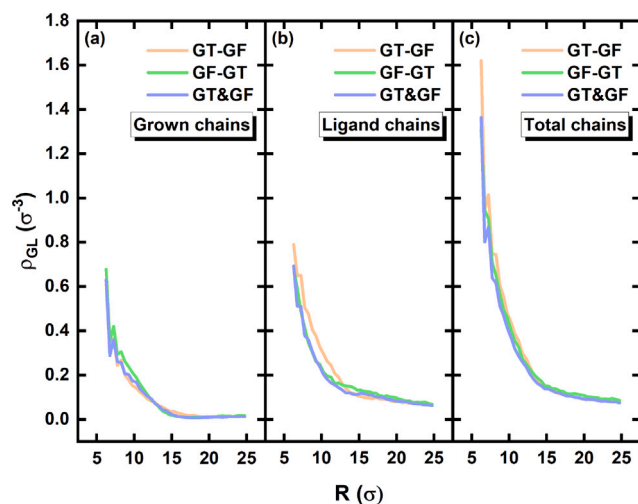 (a)
GT-GF
GF-GT
GT&GF
Grown chains
(b)
GT-GF
GF-GT
GT&GF
Ligand chains
(c)
GT-GF
GF-GT
GT&GF
Total chains
ρGL (σ⁻³)
1.8
1.6
1.4
1.2
1.0
0.8
0.6
0.4
0.2
0.0
5 10 15 20 25
5 10 15 20 25
5 10 15 20 25
R (σ)